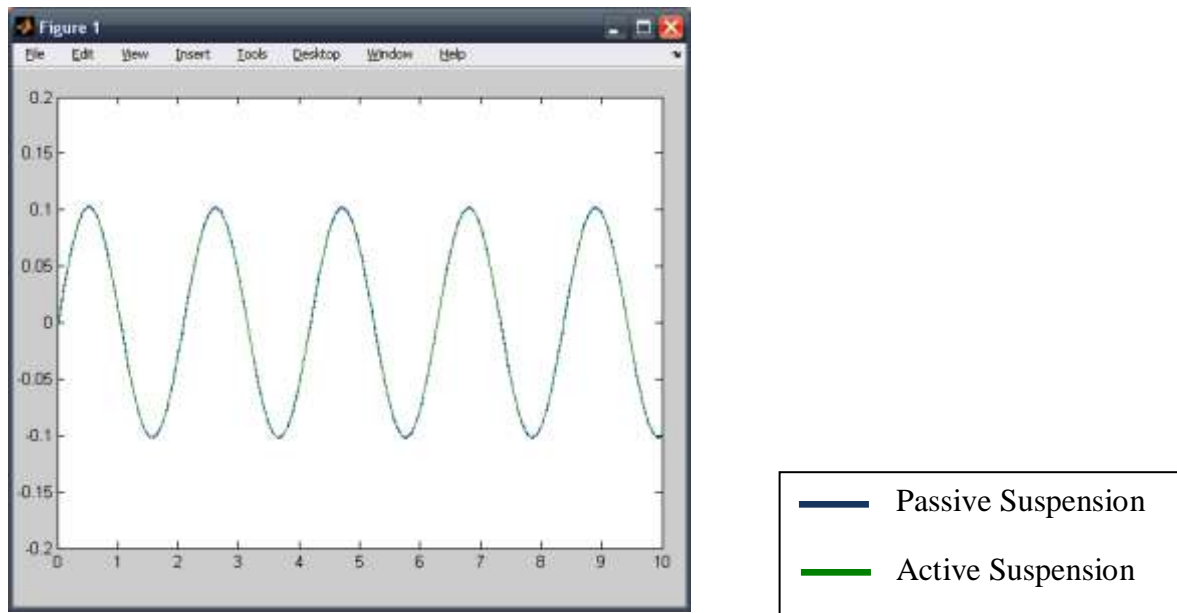 Figure 1
File Edit View Insert Tools Desktop Window Help
0.2
0.15
0.1
0.05
0
-0.05
-0.1
-0.15
-0.2
0 1 2 3 4 5 6 7 8 9 10
Passive Suspension
Active Suspension